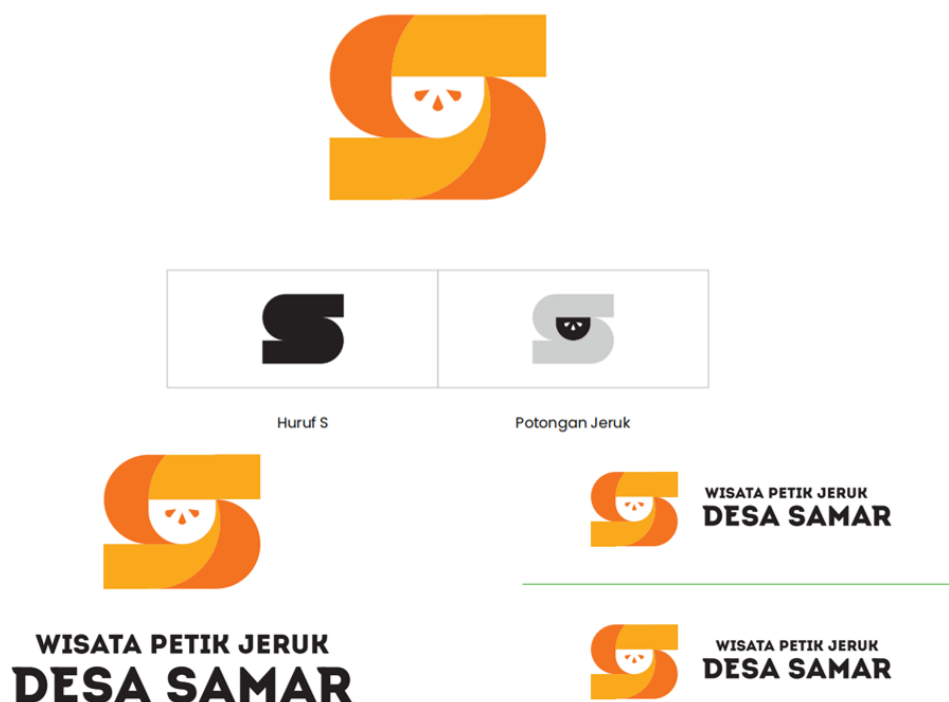 Huruf S
Potongan Jeruk
WISATA PETIK JERUK
DESA SAMAR
WISATA PETIK JERUK
DESA SAMAR
WISATA PETIK JERUK
DESA SAMAR